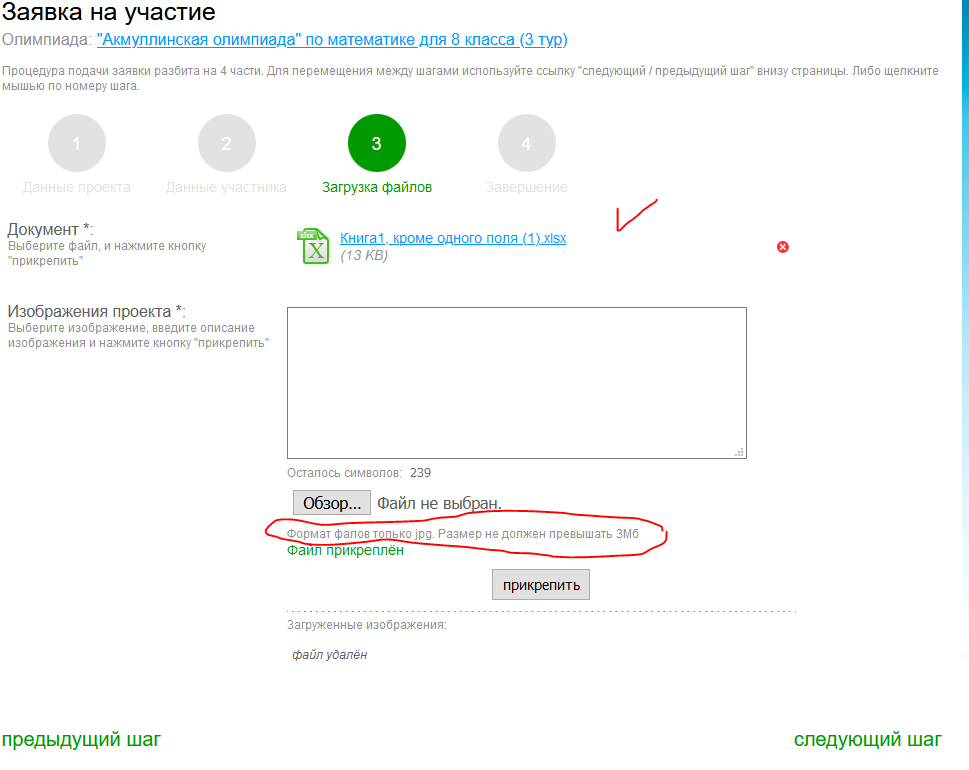 Заявка на участие
Олимпиада: "Акмуллинская олимпиада" по математике для 8 класса (3 тур)
Процедура подачи заявки разбита на 4 части. Для перемещения между шагами используйте ссылку "следующий / предыдущий шаг" внизу страницы. Либо щелкните
мышью по номеру шага.
1 2 3 4
Данные проекта Данные участника Загрузка файлов Завершение
Документ *:
Выберите файл, и нажмите кнопку
"прикрепить"
xlsx
X
Книга1, кроме одного поля (1).xlsx
(13 KB)
Изображения проекта *:
Выберите изображение, введите описание
изображения и нажмите кнопку "прикрепить"
Осталось символов: 239
Обзор... Файл не выбран.
Формат фалов только jpg. Размер не должен превышать 3Мб
Файл прикреплён
прикрепить
Загруженные изображения:
файл удалён
предыдущий шаг следующий шаг